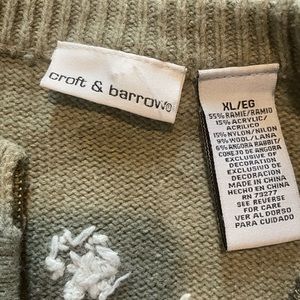 croft & barrow®
XL/EG
55% RAMIE/RAMIO
15% ACRYLIC/
ACRILICO
15% NYLON/NILON
9% WOOL/LANA
6% ANGORA RABBIT/
CONEJO DE ANGORA
EXCLUSIVE OF
DECORATION
EXCLUSIVO DE
DECORACION
MADE IN CHINA
HECHO EN CHINA
RN 73277
SEE REVERSE
FOR CARE
VER AL DORSO
PARA CUIDADO